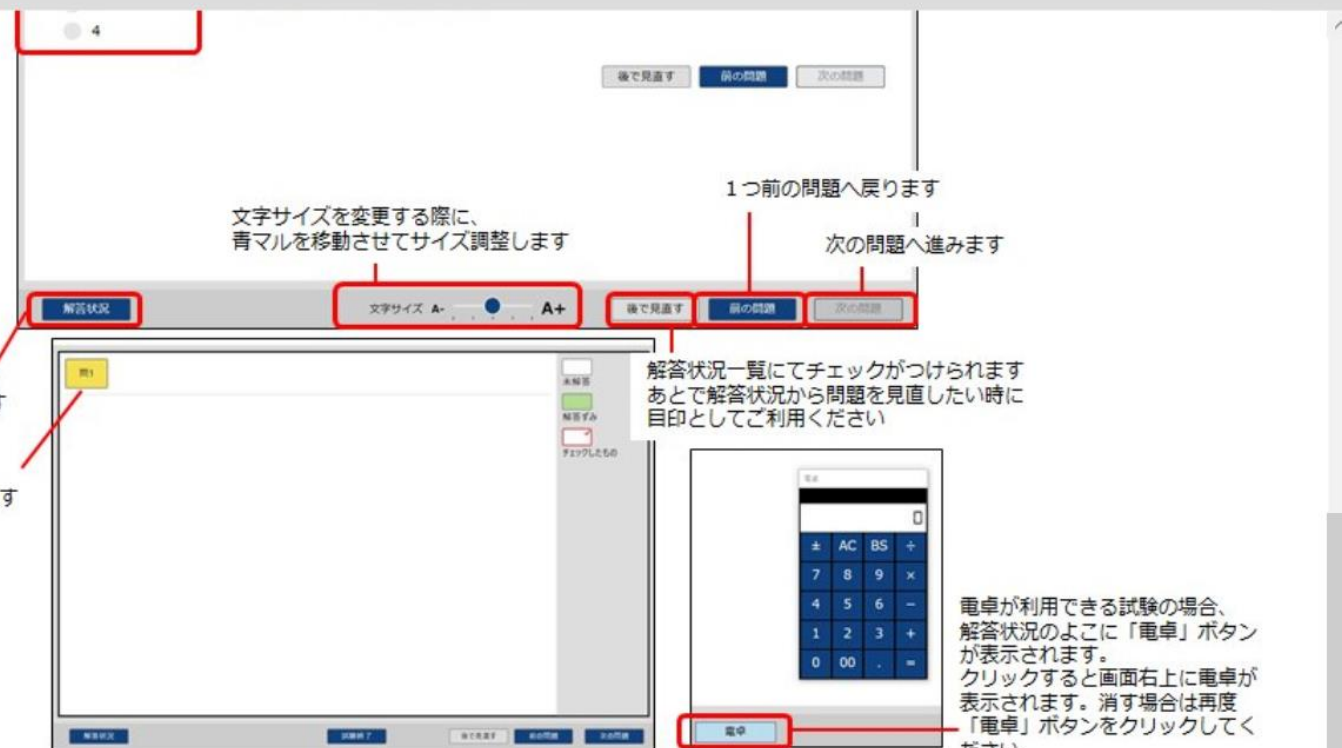 4
後で見直す 前の問題 次の問題
1つ前の問題へ戻ります
文字サイズを変更する際に、
青マルを移動させてサイズ調整します
次の問題へ進みます
解答状況 文字サイズ A- A+ 後で見直す 前の問題 次の問題
問1
未解答
解答ずみ
チェックしたもの
解答状況一覧にてチェックがつけられます
あとで解答状況から問題を見直したい時に
目印としてご利用ください
す
す
電卓
0
± AC BS ÷
7 8 9 ×
4 5 6 −
1 2 3 +
0 00 . =
電卓が利用できる試験の場合、
解答状況のよこに「電卓」ボタン
が表示されます。
クリックすると画面右上に電卓が
表示されます。消す場合は再度
「電卓」ボタンをクリックしてく
ださい
解答状況 試験終了 後で見直す 前の問題 次の問題
電卓